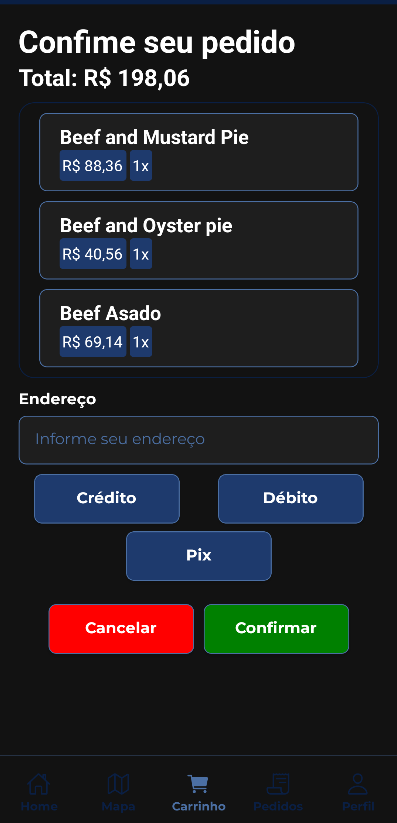 Confime seu pedido
Total: R$ 198,06
Beef and Mustard Pie
R$ 88,36 1x
Beef and Oyster pie
R$ 40,56 1x
Beef Asado
R$ 69,14 1x
Endereço
Informe seu endereço
Crédito Débito
Pix
Cancelar Confirmar
Home Mapa Carrinho Pedidos Perfil